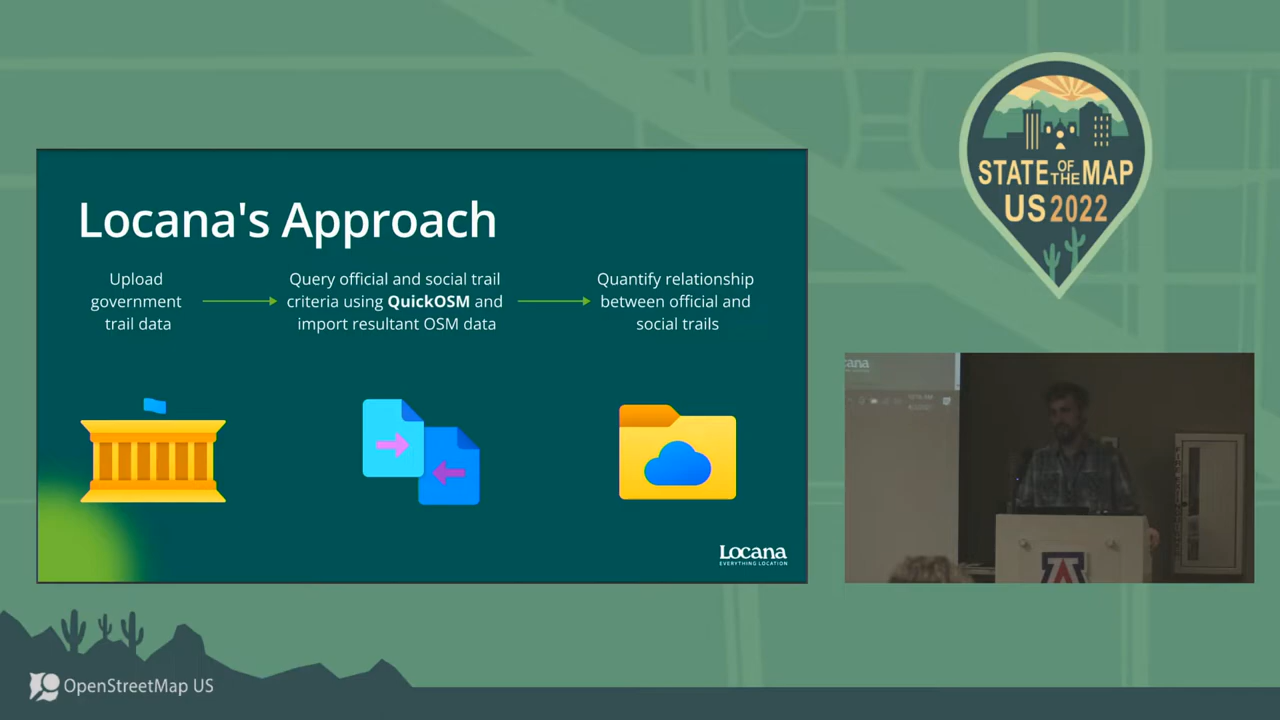 Locana's Approach
Upload
government
trail data
Query official and social trail
criteria using QuickOSM and
import resultant OSM data
Quantify relationship
between official and
social trails
Locana
EVERYTHING LOCATION
STATE OF THE MAP
US 2022
ana
A
OpenStreetMap US